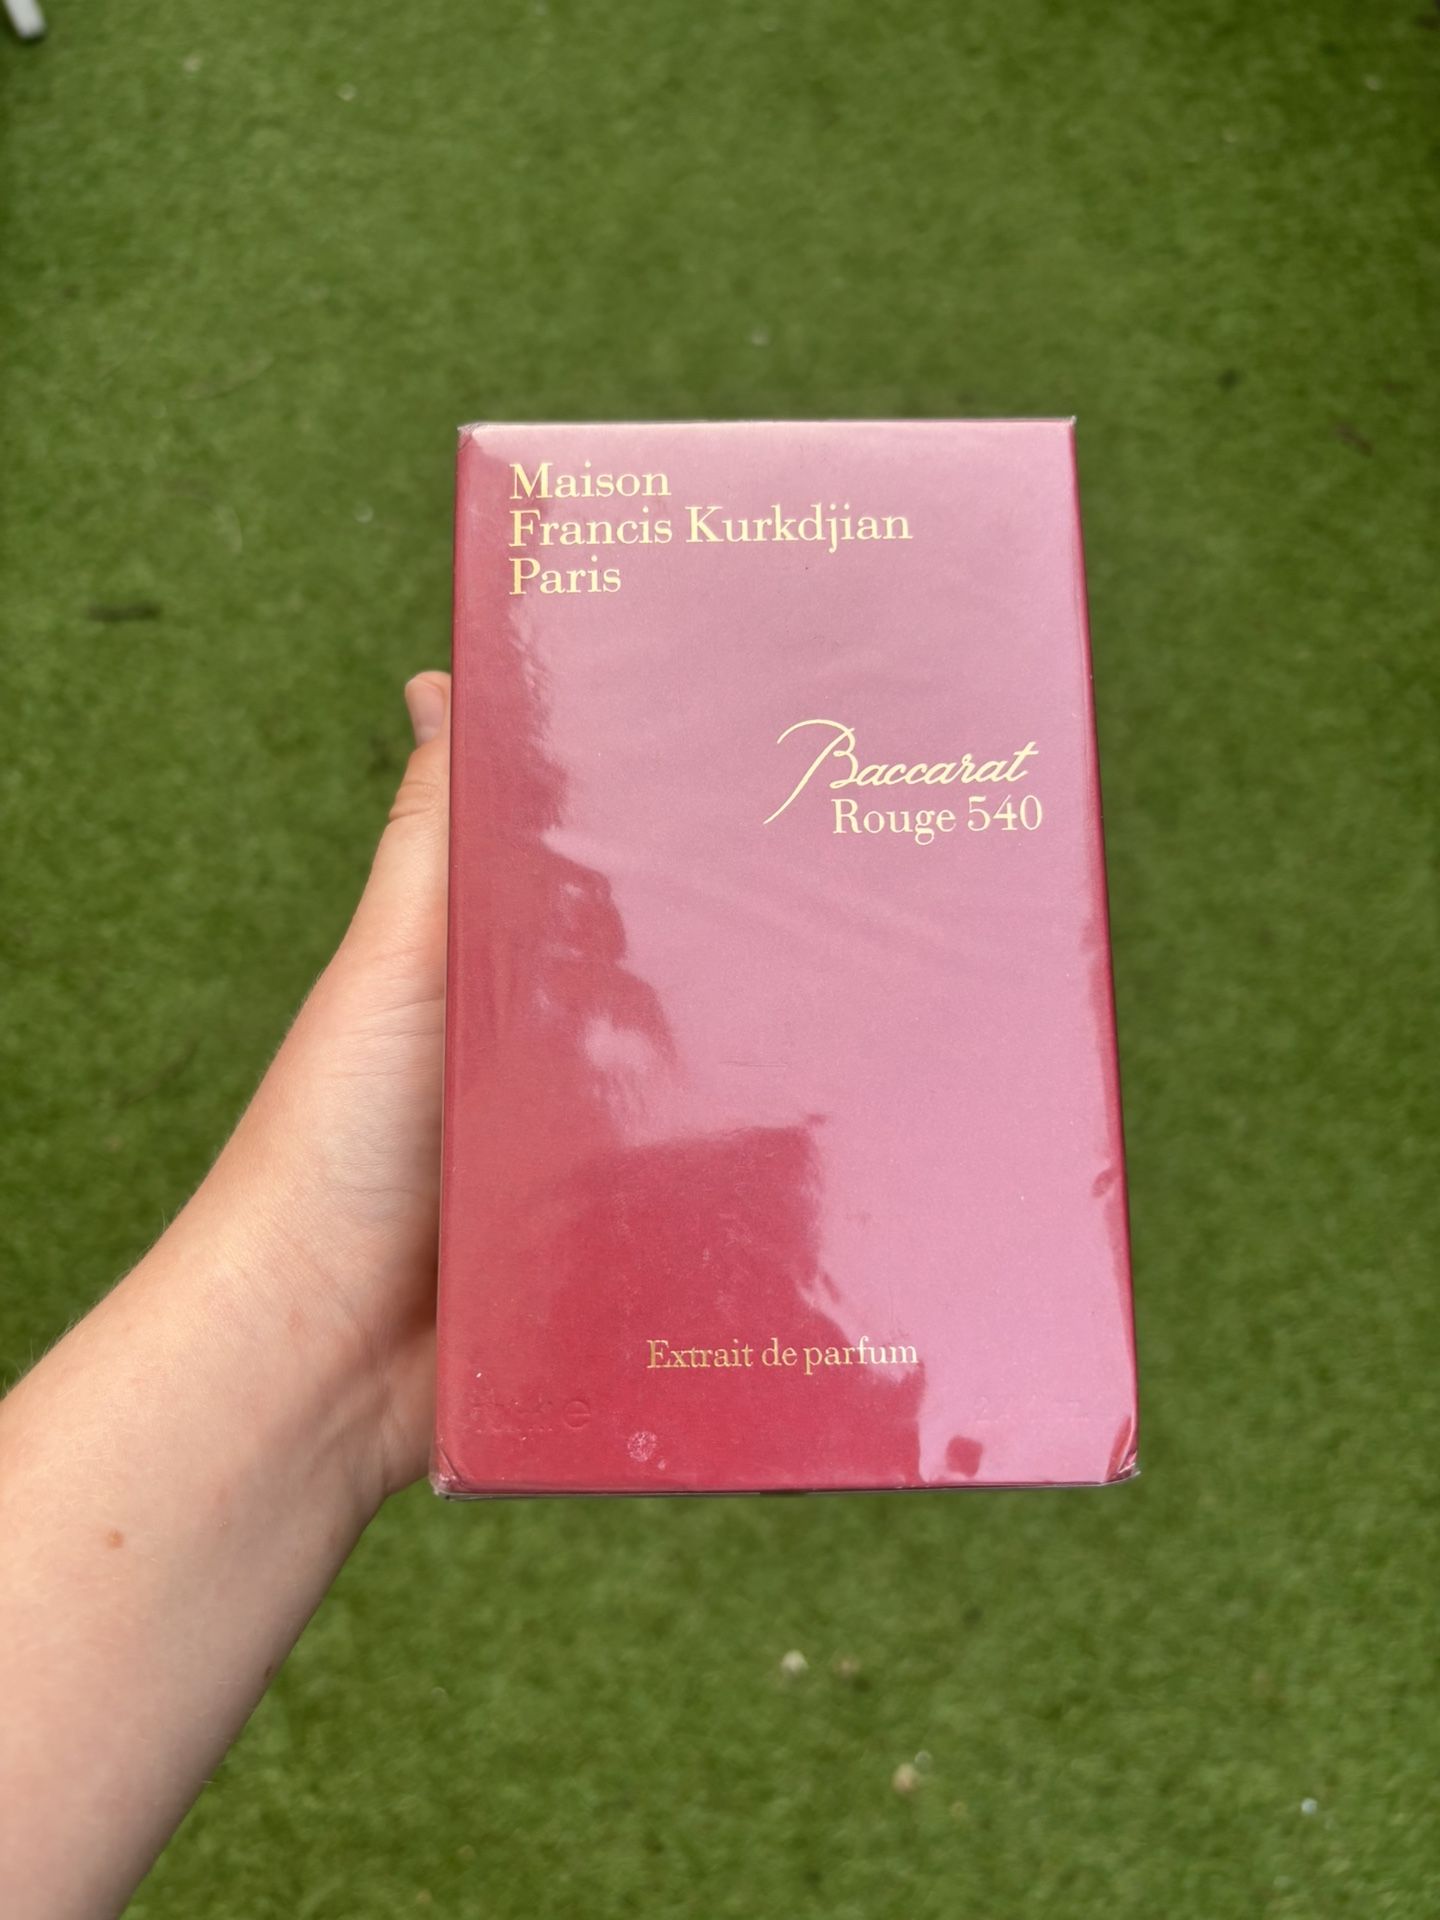 Maison
Francis Kurkdjian
Paris
Baccarat
Rouge 540
Extrait de parfum